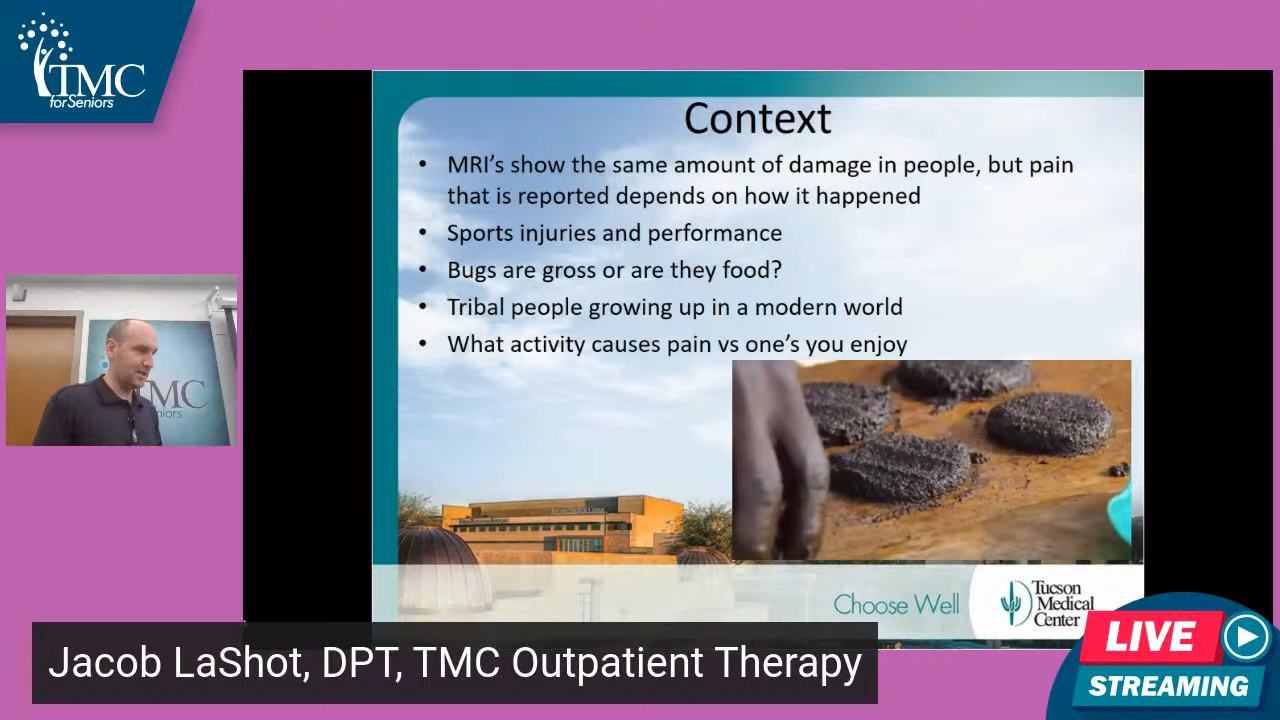 TMC
for Seniors
Context
• MRI's show the same amount of damage in people, but pain
that is reported depends on how it happened
• Sports injuries and performance
• Bugs are gross or are they food?
• Tribal people growing up in a modern world
• What activity causes pain vs one's you enjoy
Tucson Medical Center
Choose Well
Tucson
Medical
Center
Jacob LaShot, DPT, TMC Outpatient Therapy
LIVE
STREAMING